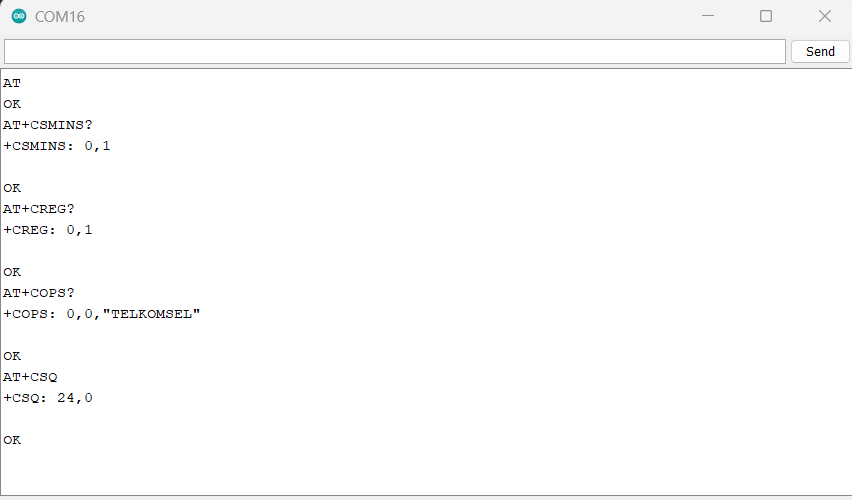 COM16
Send
AT
OK
AT+CSMINS?
+CSMINS: 0,1
OK
AT+CREG?
+CREG: 0,1
OK
AT+COPS?
+COPS: 0,0,"TELKOMSEL"
OK
AT+CSQ
+CSQ: 24,0
OK